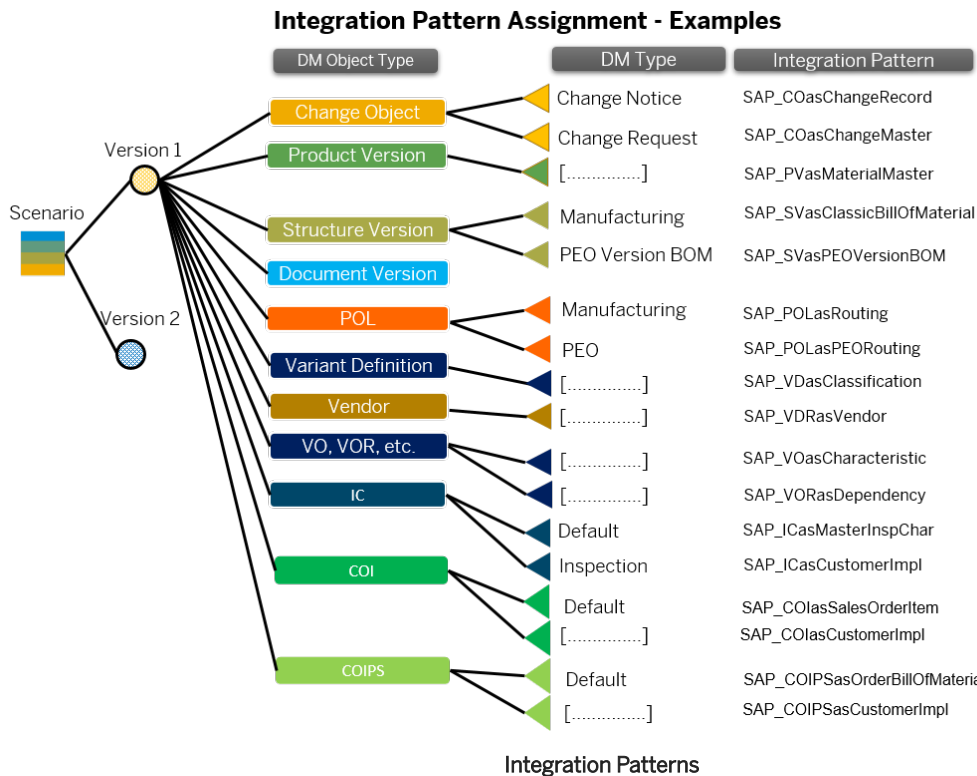 Integration Pattern Assignment - Examples
DM Object Type DM Type Integration Pattern
Change Object Change Notice SAP_COasChangeRecord
Change Request SAP_COasChangeMaster
Version 1
Product Version [...............] SAP_PVasMaterialMaster
Scenario
Structure Version Manufacturing SAP_SVasClassicBillOfMaterial
PEO Version BOM SAP_SVasPEOVersionBOM
Document Version
Version 2
POL Manufacturing SAP_POLasRouting
PEO SAP_POLasPEORouting
Variant Definition [...............] SAP_VDasClassification
Vendor [...............] SAP_VDRasVendor
VO, VOR, etc. [...............] SAP_VOasCharacteristic
[...............] SAP_VORasDependency
IC Default SAP_ICasMasterInspChar
Inspection SAP_ICasCustomerImpl
COI Default SAP_COIasSalesOrderItem
[...............] SAP_COIasCustomerImpl
COIPS Default SAP_COIPSasOrderBillOfMateria
[...............] SAP_COIPSasCustomerImpl
Integration Patterns